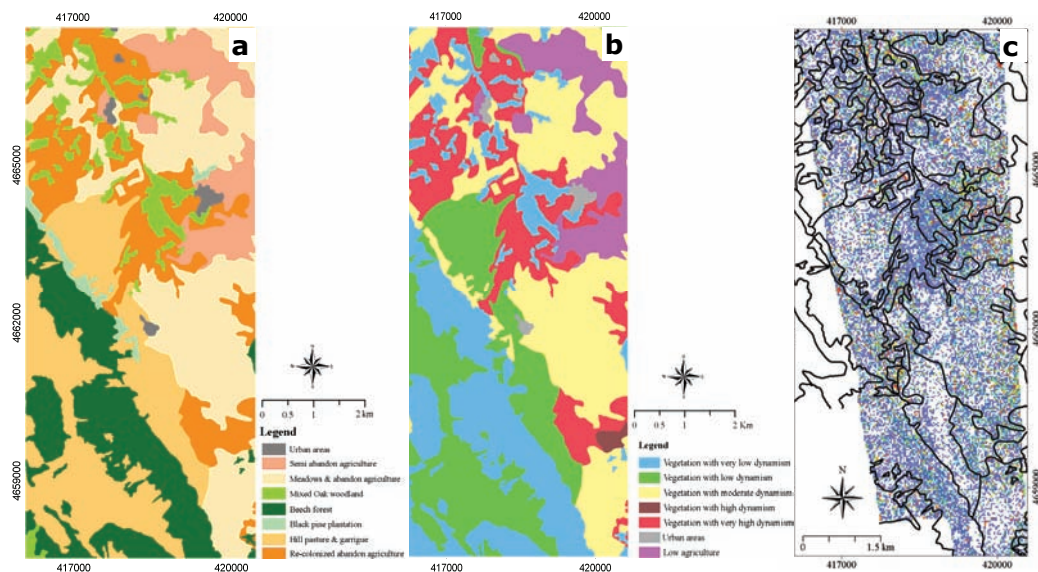 417000 420000
417000 420000
417000 420000
a
b
c
4665000
4662000
4659000
4665000
4662000
0 0.5 1 2 km
Legend
Urban areas
Semi abandon agriculture
Meadows & abandon agriculture
Mixed Oak woodland
Beech forest
Black pine plantation
Hill pasture & garrigue
Re-colonized abandon agriculture
0 0.5 1 2 Km
Legend
Vegetation with very low dynamism
Vegetation with low dynamism
Vegetation with moderate dynamism
Vegetation with high dynamism
Vegetation with very high dynamism
Urban areas
Low agriculture
N
0 1.5 km
417000 420000
417000 420000
417000 420000